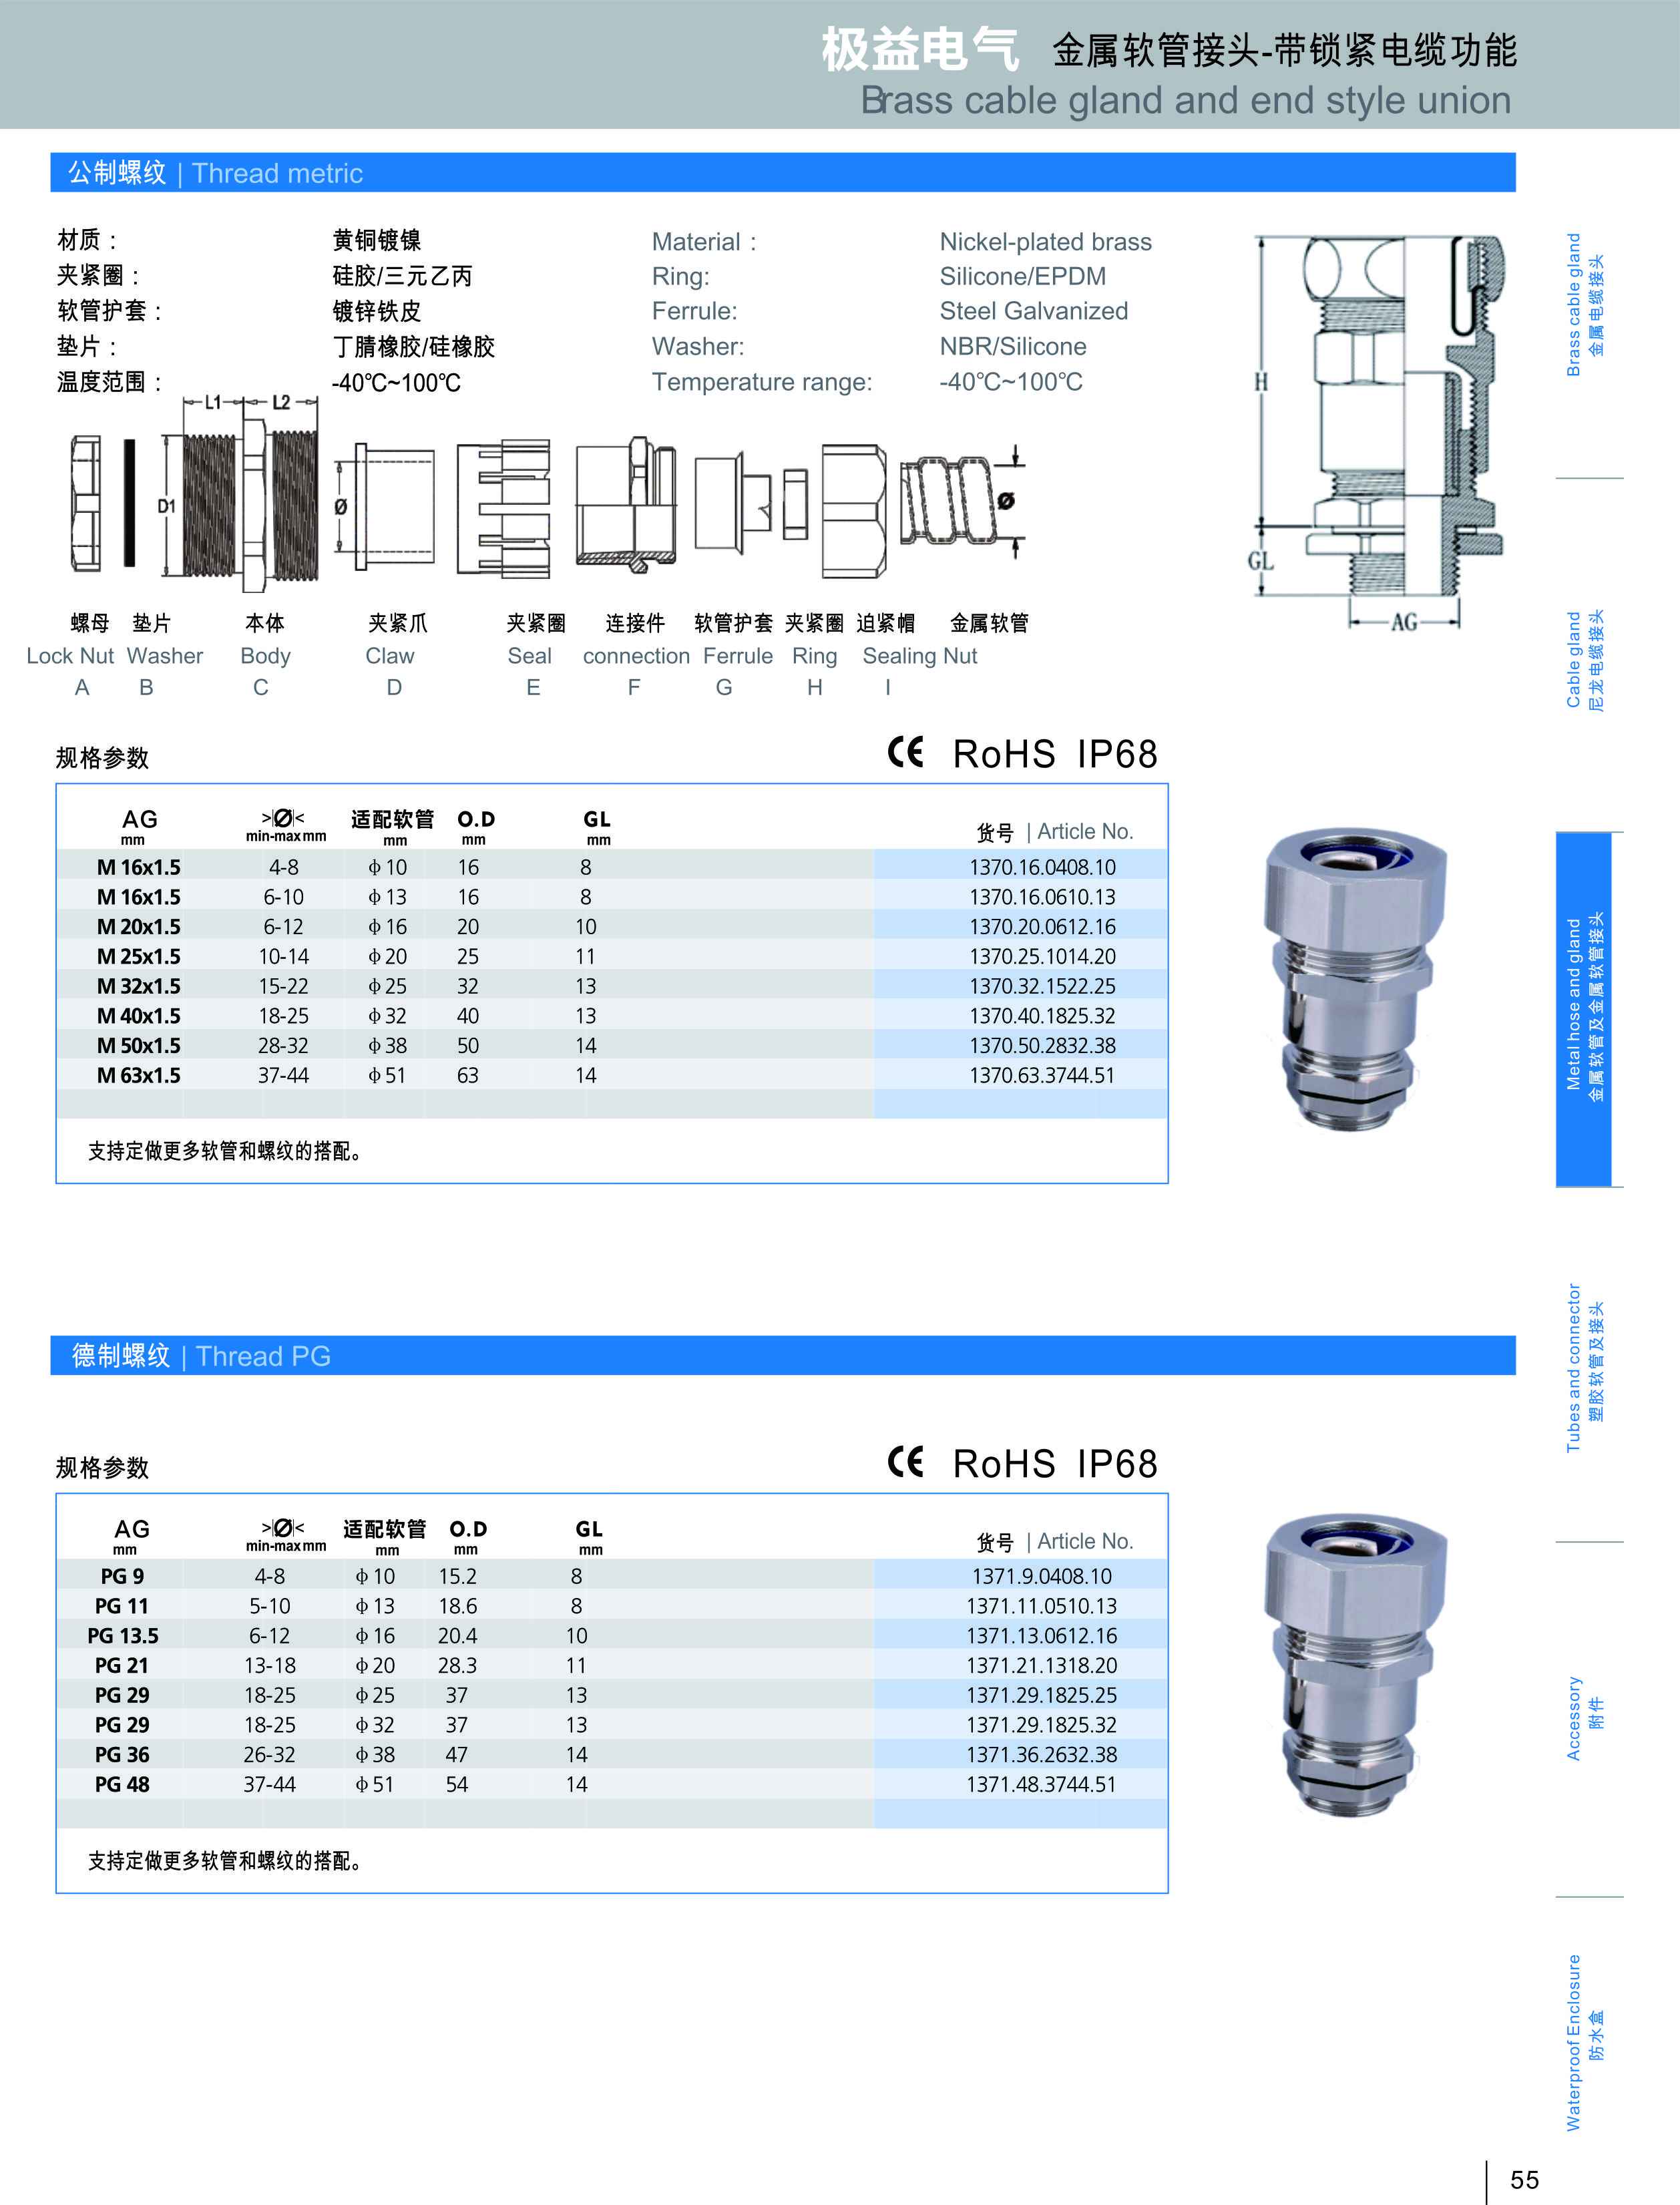 极益电气 金属软管接头-带锁紧电缆功能
Brass cable gland and end style union
公制螺纹 | Thread metric
材质： 黄铜镀镍 Material： Nickel-plated brass
夹紧圈： 硅胶/三元乙丙 Ring: Silicone/EPDM
软管护套： 镀锌铁皮 Ferrule: Steel Galvanized
垫片： 丁腈橡胶/硅橡胶 Washer: NBR/Silicone
温度范围： -40℃~100℃ Temperature range: -40℃~100℃
L1 L2
D1 Ø Ø
H
GL
AG
螺母 垫片 本体 夹紧爪 夹紧圈 连接件 软管护套 夹紧圈 迫紧帽 金属软管
Lock Nut Washer Body Claw Seal connection Ferrule Ring Sealing Nut
A B C D E F G H I
规格参数 CE RoHS IP68
AG >|Ø|< 适配软管 O.D GL 货号 | Article No.
mm min-max mm mm mm mm
M 16x1.5 4-8 φ10 16 8 1370.16.0408.10
M 16x1.5 6-10 φ13 16 8 1370.16.0610.13
M 20x1.5 6-12 φ16 20 10 1370.20.0612.16
M 25x1.5 10-14 φ20 25 11 1370.25.1014.20
M 32x1.5 15-22 φ25 32 13 1370.32.1522.25
M 40x1.5 18-25 φ32 40 13 1370.40.1825.32
M 50x1.5 28-32 φ38 50 14 1370.50.2832.38
M 63x1.5 37-44 φ51 63 14 1370.63.3744.51
支持定做更多软管和螺纹的搭配。
德制螺纹 | Thread PG
规格参数 CE RoHS IP68
AG >|Ø|< 适配软管 O.D GL 货号 | Article No.
mm min-max mm mm mm mm
PG 9 4-8 φ10 15.2 8 1371.9.0408.10
PG 11 5-10 φ13 18.6 8 1371.11.0510.13
PG 13.5 6-12 φ16 20.4 10 1371.13.0612.16
PG 21 13-18 φ20 28.3 11 1371.21.1318.20
PG 29 18-25 φ25 37 13 1371.29.1825.25
PG 29 18-25 φ32 37 13 1371.29.1825.32
PG 36 26-32 φ38 47 14 1371.36.2632.38
PG 48 37-44 φ51 54 14 1371.48.3744.51
支持定做更多软管和螺纹的搭配。
Brass cable gland
金属电缆接头
Cable gland
尼龙电缆接头
Metal hose and gland
金属软管及金属软管接头
Tubes and connector
塑胶软管及接头
Accessory
附件
Waterproof Enclosure
防水盒
55